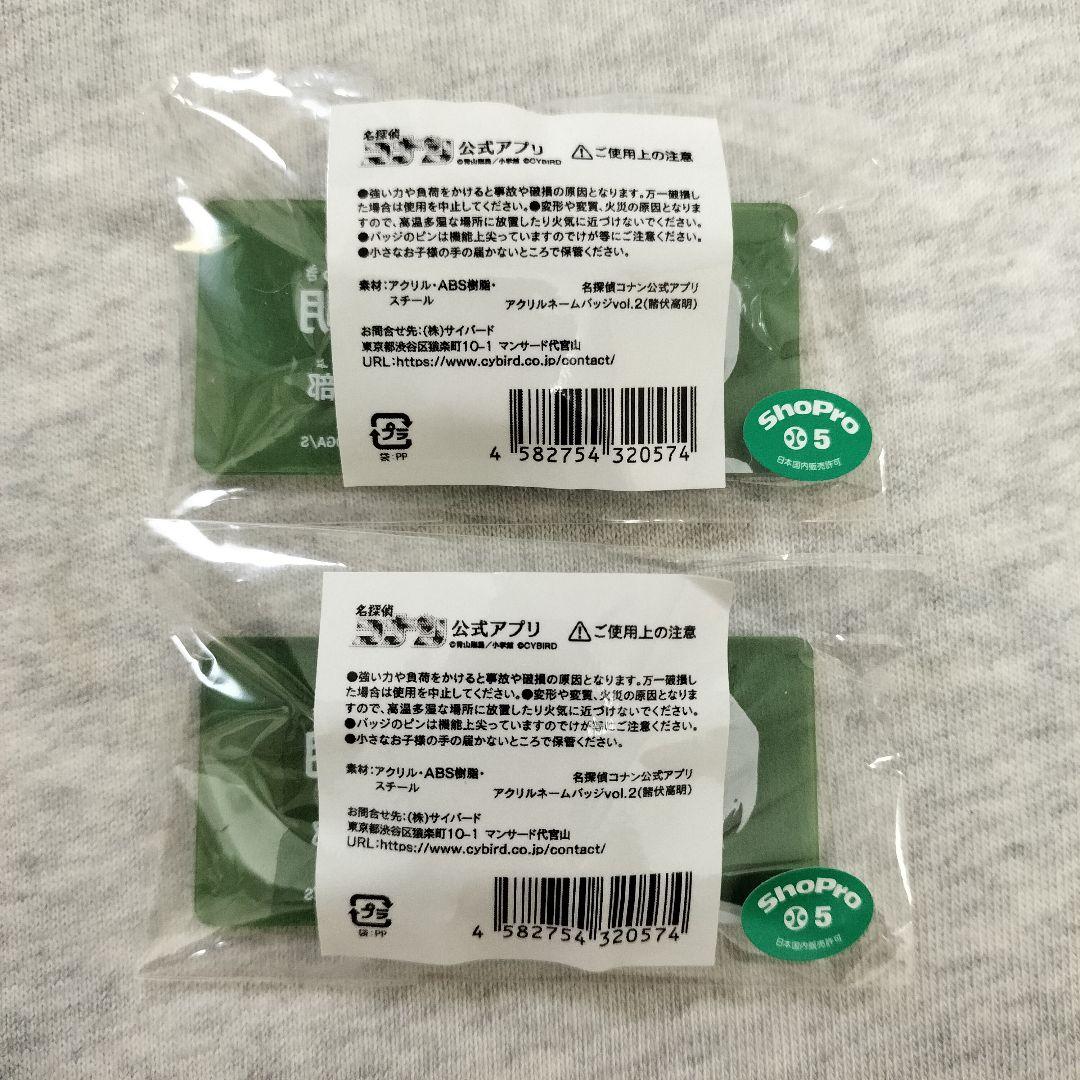 名探偵
コナン 公式アプリ ⚠ご使用上の注意
©青山剛昌/小学館 ©CYBIRD
●強い力や負荷をかけると事故や破損の原因となります。万一破損し
た場合は使用を中止してください。●変形や変質、火災の原因となりま
すので、高温多湿な場所に放置したり火気に近づけないでください。
●バッジのピンは機能上尖っていますのでけが等にご注意ください。
●小さなお子様の手の届かないところで保管ください。
素材:アクリル・ABS樹脂・
スチール
名探偵コナン公式アプリ
アクリルネームバッジvol.2(諸伏高明)
お問合せ先:(株)サイバード
東京都渋谷区猿楽町10-1 マンサード代官山
URL:https://www.cybird.co.jp/contact/
プラ
袋:PP
4 582754 320574
ShoPro
小 5
日本国内販売許可
明
部
名探偵
コナン 公式アプリ ⚠ご使用上の注意
©青山剛昌/小学館 ©CYBIRD
●強い力や負荷をかけると事故や破損の原因となります。万一破損し
た場合は使用を中止してください。●変形や変質、火災の原因となりま
すので、高温多湿な場所に放置したり火気に近づけないでください。
●バッジのピンは機能上尖っていますのでけが等にご注意ください。
●小さなお子様の手の届かないところで保管ください。
素材:アクリル・ABS樹脂・
スチール
名探偵コナン公式アプリ
アクリルネームバッジvol.2(諸伏高明)
お問合せ先:(株)サイバード
東京都渋谷区猿楽町10-1 マンサード代官山
URL:https://www.cybird.co.jp/contact/
プラ
袋:PP
4 582754 320574
ShoPro
小 5
日本国内販売許可